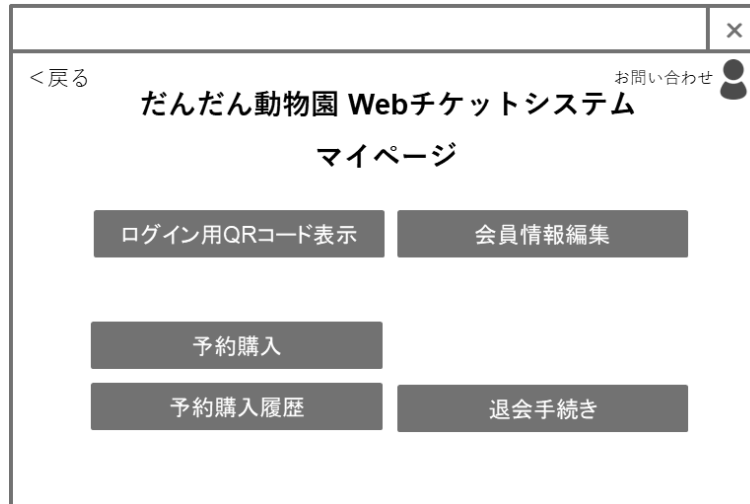 ×
<戻る
お問い合わせ
だんだん動物園 Webチケットシステム
マイページ
ログイン用QRコード表示
会員情報編集
予約購入
予約購入履歴
退会手続き